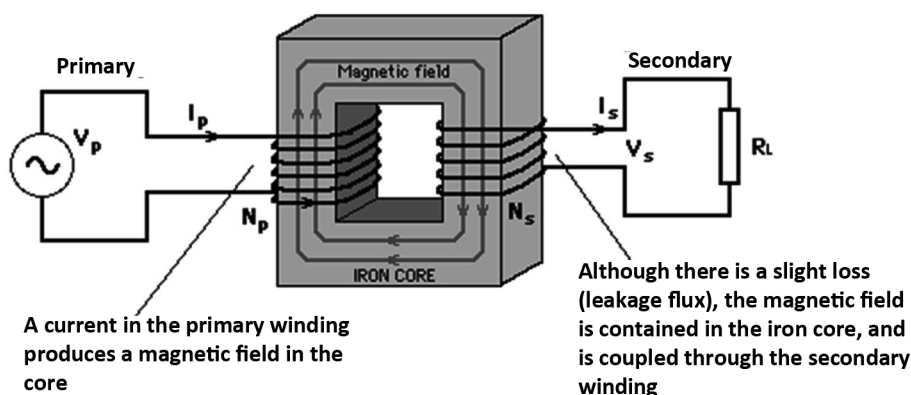 Primary
Secondary
Magnetic field
Ip
Is
Vp
Vs
RL
Np
Ns
IRON CORE
A current in the primary winding
produces a magnetic field in the
core
Although there is a slight loss
(leakage flux), the magnetic field
is contained in the iron core, and
is coupled through the secondary
winding